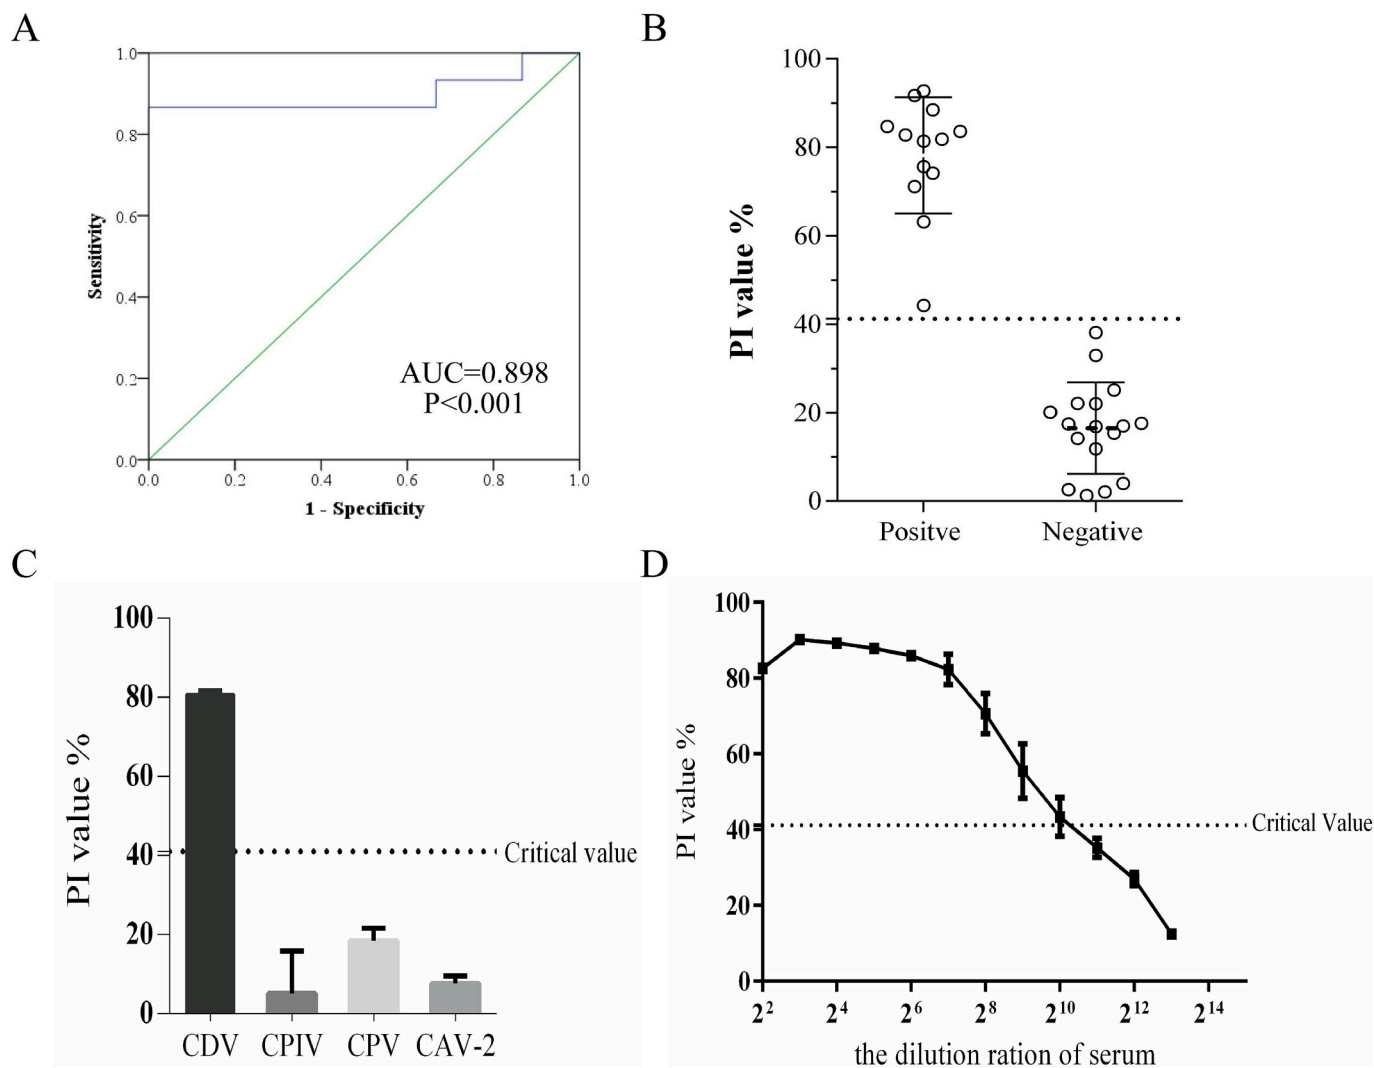 A
1.0
0.8
0.6
0.4
0.2
0.0
Sensitivity
AUC=0.898
P<0.001
0.0 0.2 0.4 0.6 0.8 1.0
1 - Specificity
B
100
80
60
40
20
0
PI value %
Positve Negative
C
100
80
60
40
20
0
PI value %
Critical value
CDV CPIV CPV CAV-2
D
100
80
60
40
20
0
PI value %
Critical Value
2² 2⁴ 2⁶ 2⁸ 2¹⁰ 2¹² 2¹⁴
the dilution ration of serum